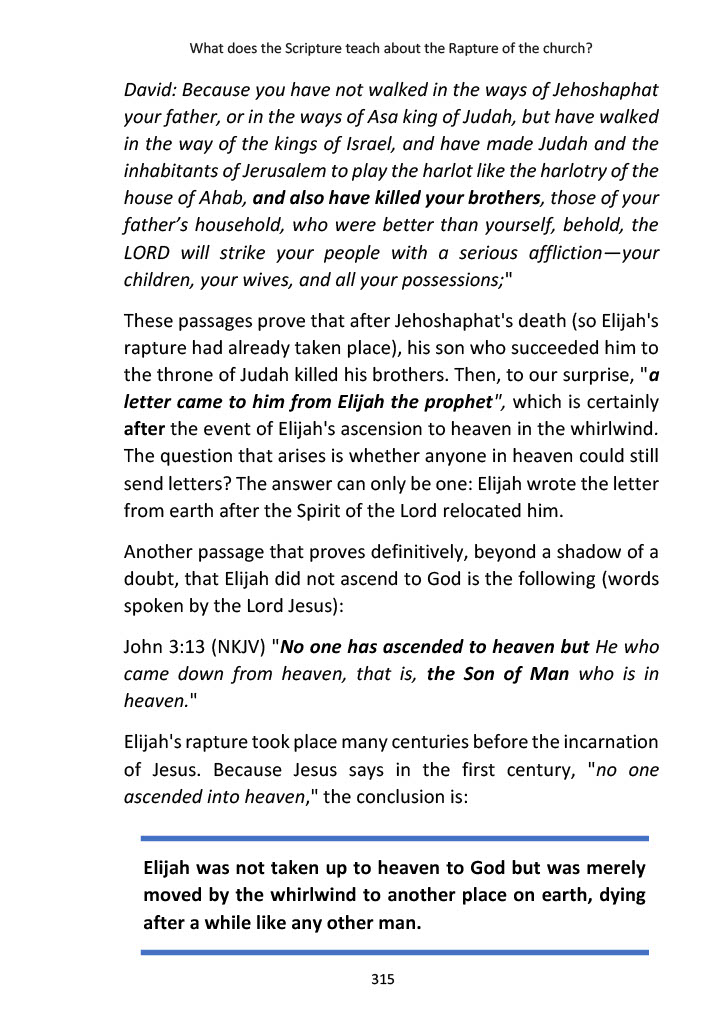 What does the Scripture teach about the Rapture of the church?
David: Because you have not walked in the ways of Jehoshaphat
your father, or in the ways of Asa king of Judah, but have walked
in the way of the kings of Israel, and have made Judah and the
inhabitants of Jerusalem to play the harlot like the harlotry of the
house of Ahab, and also have killed your brothers, those of your
father’s household, who were better than yourself, behold, the
LORD will strike your people with a serious affliction—your
children, your wives, and all your possessions;"
These passages prove that after Jehoshaphat's death (so Elijah's
rapture had already taken place), his son who succeeded him to
the throne of Judah killed his brothers. Then, to our surprise, "a
letter came to him from Elijah the prophet", which is certainly
after the event of Elijah's ascension to heaven in the whirlwind.
The question that arises is whether anyone in heaven could still
send letters? The answer can only be one: Elijah wrote the letter
from earth after the Spirit of the Lord relocated him.
Another passage that proves definitively, beyond a shadow of a
doubt, that Elijah did not ascend to God is the following (words
spoken by the Lord Jesus):
John 3:13 (NKJV) "No one has ascended to heaven but He who
came down from heaven, that is, the Son of Man who is in
heaven."
Elijah's rapture took place many centuries before the incarnation
of Jesus. Because Jesus says in the first century, "no one
ascended into heaven," the conclusion is:
Elijah was not taken up to heaven to God but was merely
moved by the whirlwind to another place on earth, dying
after a while like any other man.
315